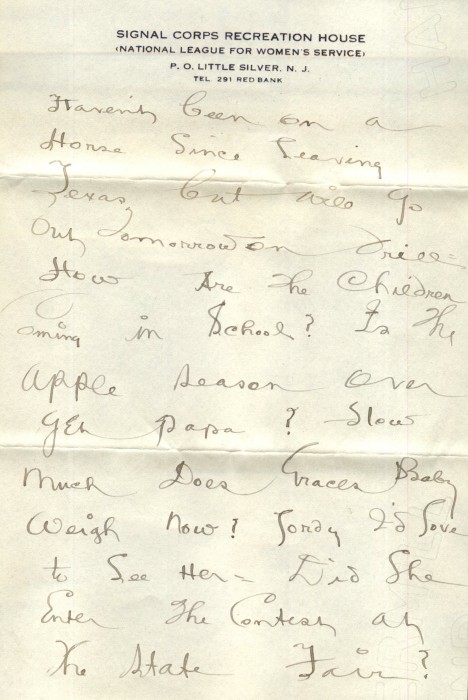 SIGNAL CORPS RECREATION HOUSE
(NATIONAL LEAGUE FOR WOMEN'S SERVICE)
P. O. LITTLE SILVER, N. J.
TEL. 291 RED BANK
Haven't been on a
Horse Since Leaving
Texas, But will go
Out Tomorrow on Drill=
How Are The Children
Coming in School? Is The
Apple season over
yet papa?
Much Does Graces Baby
Weigh now? Lordy I'd love
to See Her= Did She
Enter The Contest at
The State Fair?